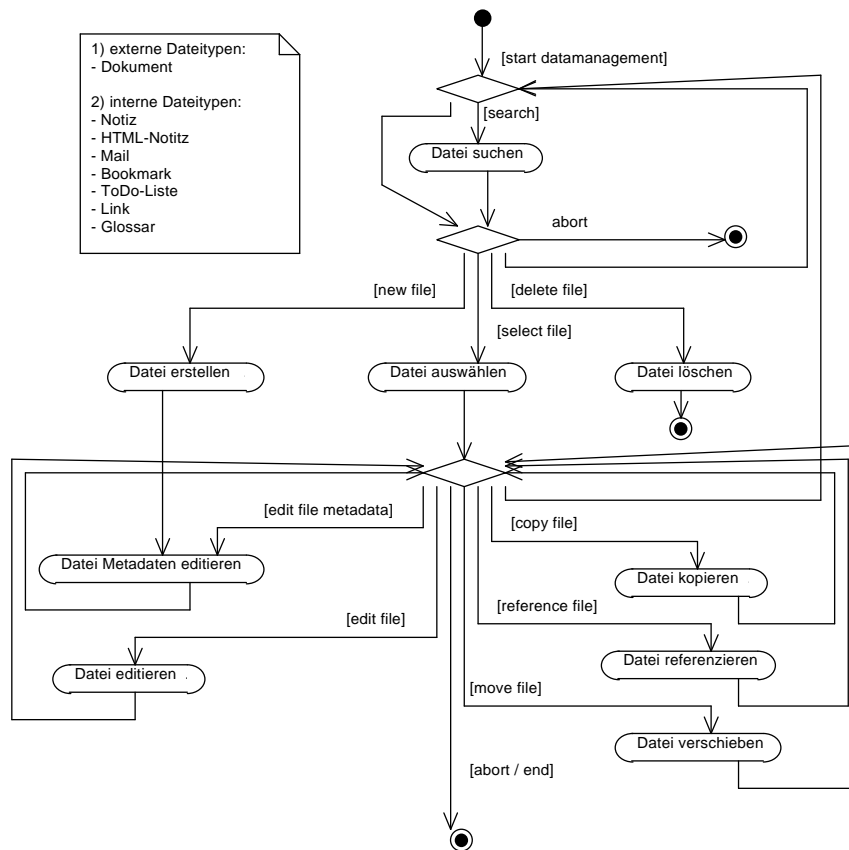 1) externe Dateitypen:
- Dokument
2) interne Dateitypen:
- Notiz
- HTML-Notitz
- Mail
- Bookmark
- ToDo-Liste
- Link
- Glossar
[start datamanagement]
[search]
Datei suchen
abort
[new file]
[delete file]
[select file]
Datei erstellen
Datei auswählen
Datei löschen
[edit file metadata]
[copy file]
Datei Metadaten editieren
Datei kopieren
[edit file]
[reference file]
Datei editieren
Datei referenzieren
[move file]
Datei verschieben
[abort / end]